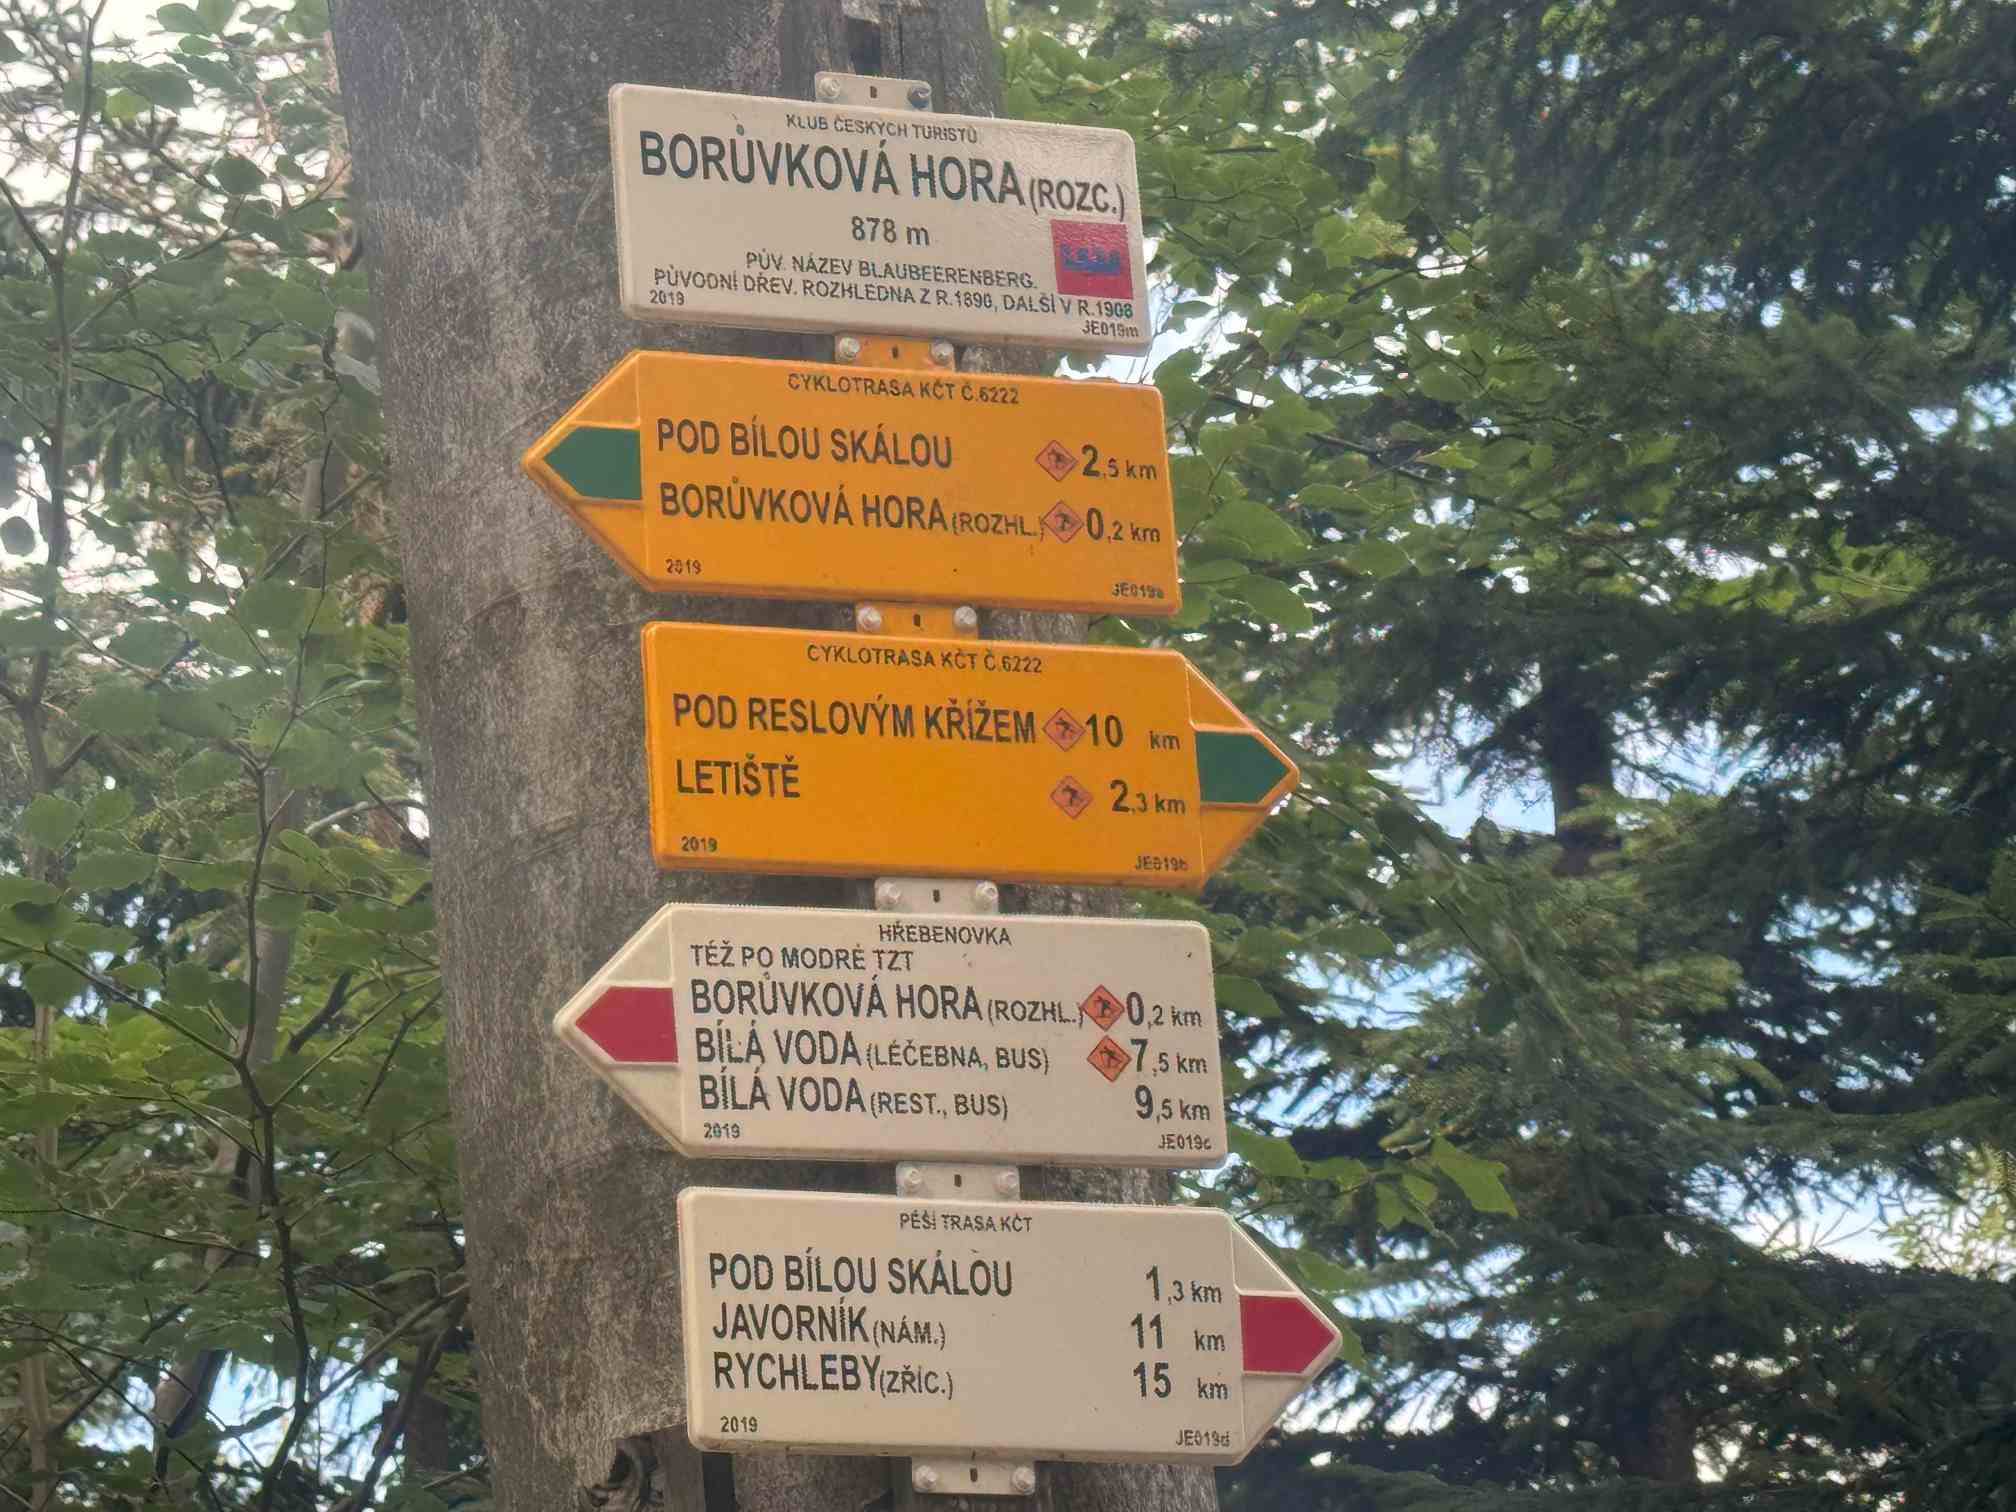 KLUB ČESKÝCH TURISTŮ
BORŮVKOVÁ HORA (ROZC.)
878 m
PŮV. NÁZEV BLAUBEERENBERG.
PŮVODNÍ DŘEV. ROZHLEDNA Z R.1890, DALŠÍ V R.1908
2019
JE019m
CYKLOTRASA KČT Č.6222
POD BÍLOU SKÁLOU 2,5 km
BORŮVKOVÁ HORA (ROZHL.) 0,2 km
2019
JE019a
CYKLOTRASA KČT Č.6222
POD RESLOVÝM KŘÍŽEM 10 km
LETIŠTĚ 2,3 km
2019
JE019b
HŘEBENOVKA
TÉŽ PO MODRÉ TZT
BORŮVKOVÁ HORA (ROZHL.) 0,2 km
BÍLÁ VODA (LÉČEBNA, BUS) 7,5 km
BÍLÁ VODA (REST., BUS) 9,5 km
2019
JE019c
PĚŠÍ TRASA KČT
POD BÍLOU SKÁLOU 1,3 km
JAVORNÍK (NÁM.) 11 km
RYCHLEBY (ZŘÍC.) 15 km
2019
JE019d